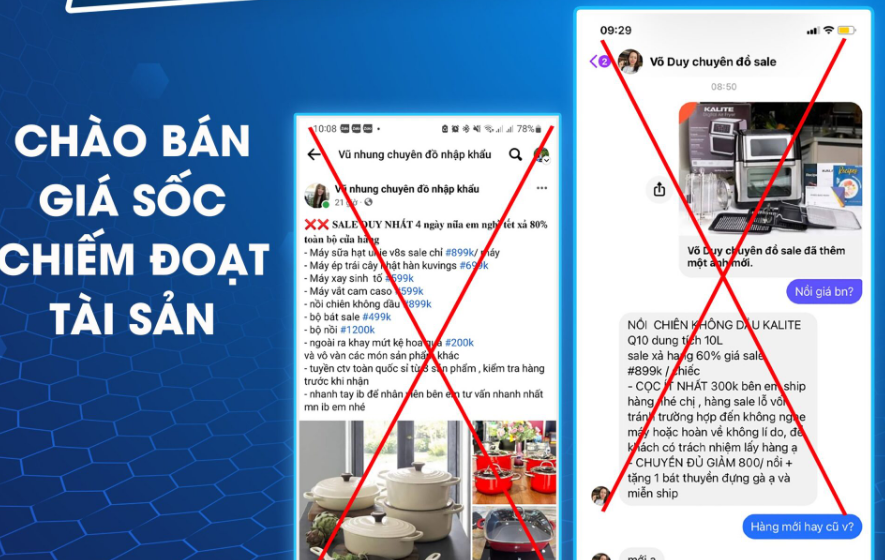 CHÀO BÁN
GIÁ SỐC
CHIẾM ĐOẠT
TÀI SẢN
10:08
78%
Vũ nhung chuyên đồ nhập khẩu
Vũ nhung chuyên đồ nhập khẩu
21 giờ
❌❌ SALE DUY NHẤT 4 ngày nữa em nghỉ tết xả 80%
toàn bộ cửa hàng
- Máy sữa hạt v8s sale chỉ #899k/ máy
- Máy ép trái cây nhật hàn kuvings #699k
- Máy xay sinh tố #599k
- Máy vắt cam caso #599k
- nồi chiên không dầu #899k
- bộ bát sale #499k
- bộ nồi #1200k
- ngoài ra khay mứt kệ hoa quả #200k
và vô vàn các món sản phẩm khác
- tuyển ctv toàn quốc sỉ từ 3 sản phẩm , kiểm tra hàng
trước khi nhận
- nhanh tay ib để nhân viên bên em tư vấn nhanh nhất
mn ib em nhé
09:29
2
Võ Duy chuyên đồ sale
08:50
KALITE
Digital Air Fryer
Recipes
Võ Duy chuyên đồ sale đã thêm
một ảnh mới.
Nồi giá bn?
NỒI CHIÊN KHÔNG DẦU KALITE
Q10 dung tích 10L
sale xả hàng 60% giá sale
#899k / chiếc
- CỌC ÍT NHẤT 300k bên em ship
hàng nhé chị , hàng sale lỗ vốn
tránh trường hợp đến không nghe
máy hoặc hoàn về không lí do, để
khách có trách nhiệm lấy hàng ạ
- CHUYỂN ĐỦ GIẢM 800/ nồi +
tặng 1 bát thuyền đựng gà ạ và
miễn ship
Hàng mới hay cũ v?
mới ạ